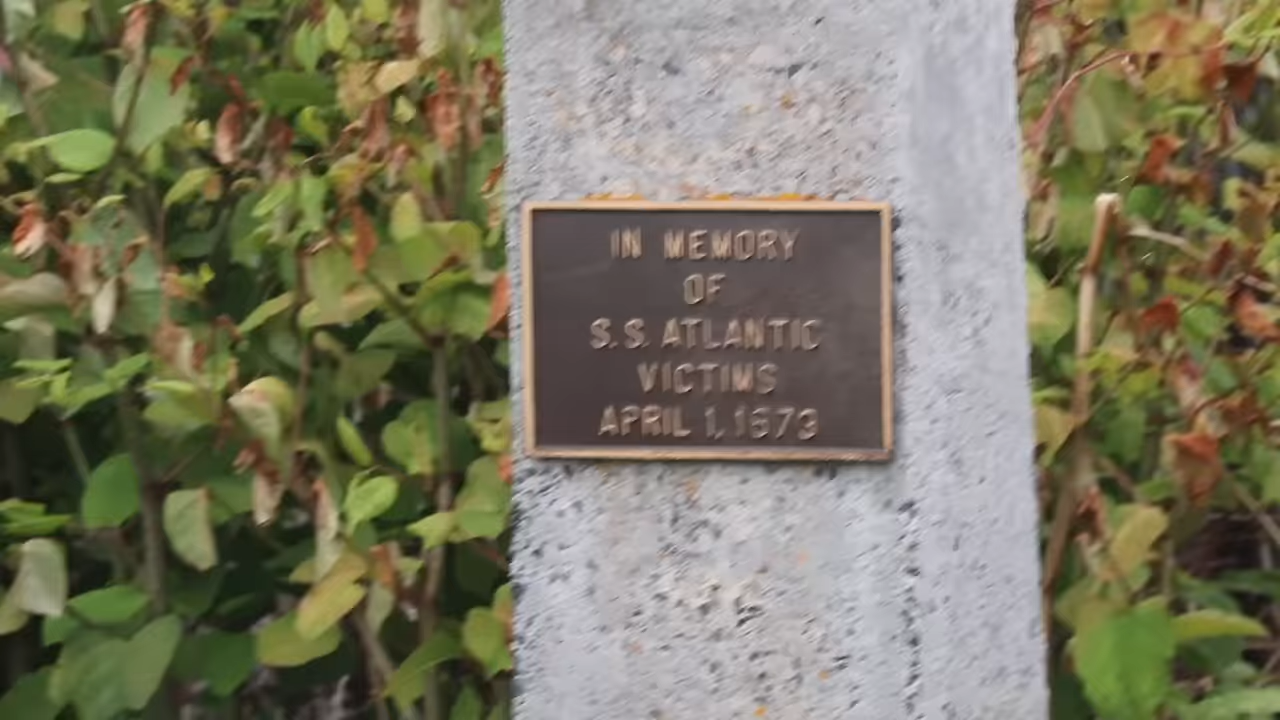 IN MEMORY
OF
S.S. ATLANTIC
VICTIMS
APRIL 1, 1873